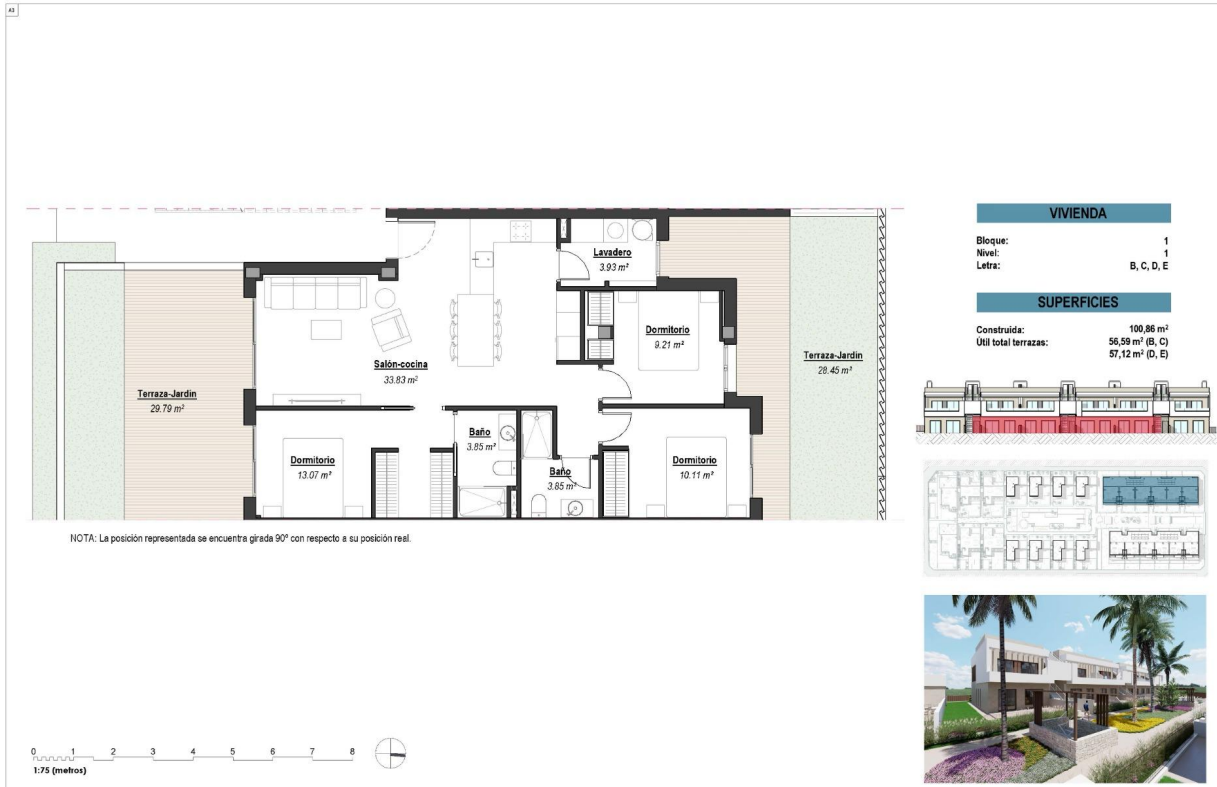 A3
Lavadero
3.93 m²
Dormitorio
9.21 m²
Salón-cocina
33.83 m²
Terraza-Jardin
29.79 m²
Terraza-Jardin
28.45 m²
Baño
3.85 m²
Dormitorio
13.07 m²
Baño
3.85 m²
Dormitorio
10.11 m²
NOTA: La posición representada se encuentra girada 90º con respecto a su posición real.
VIVIENDA
Bloque: 1
Nivel: 1
Letra: B, C, D, E
SUPERFICIES
Construida: 100,86 m²
Útil total terrazas: 56,59 m² (B, C)
57,12 m² (D, E)
0 1 2 3 4 5 6 7 8
1:75 (metros)